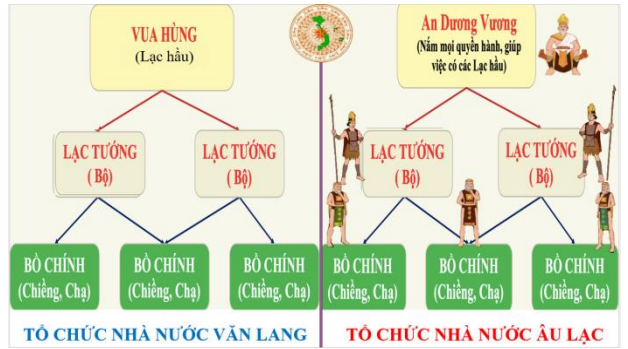 VUA HÙNG
(Lạc hầu)
LẠC TƯỚNG
( Bộ)
LẠC TƯỚNG
( Bộ)
BỒ CHÍNH
(Chiềng, Chạ)
BỒ CHÍNH
(Chiềng, Chạ)
BỒ CHÍNH
(Chiềng, Chạ)
TỔ CHỨC NHÀ NƯỚC VĂN LANG
An Dương Vương
(Nắm mọi quyền hành, giúp
việc có các Lạc hầu)
LẠC TƯỚNG
( Bộ)
LẠC TƯỚNG
( Bộ)
BỒ CHÍNH
(Chiềng, Chạ)
BỒ CHÍNH
(Chiềng, Chạ)
BỒ CHÍNH
(Chiềng, Chạ)
TỔ CHỨC NHÀ NƯỚC ÂU LẠC